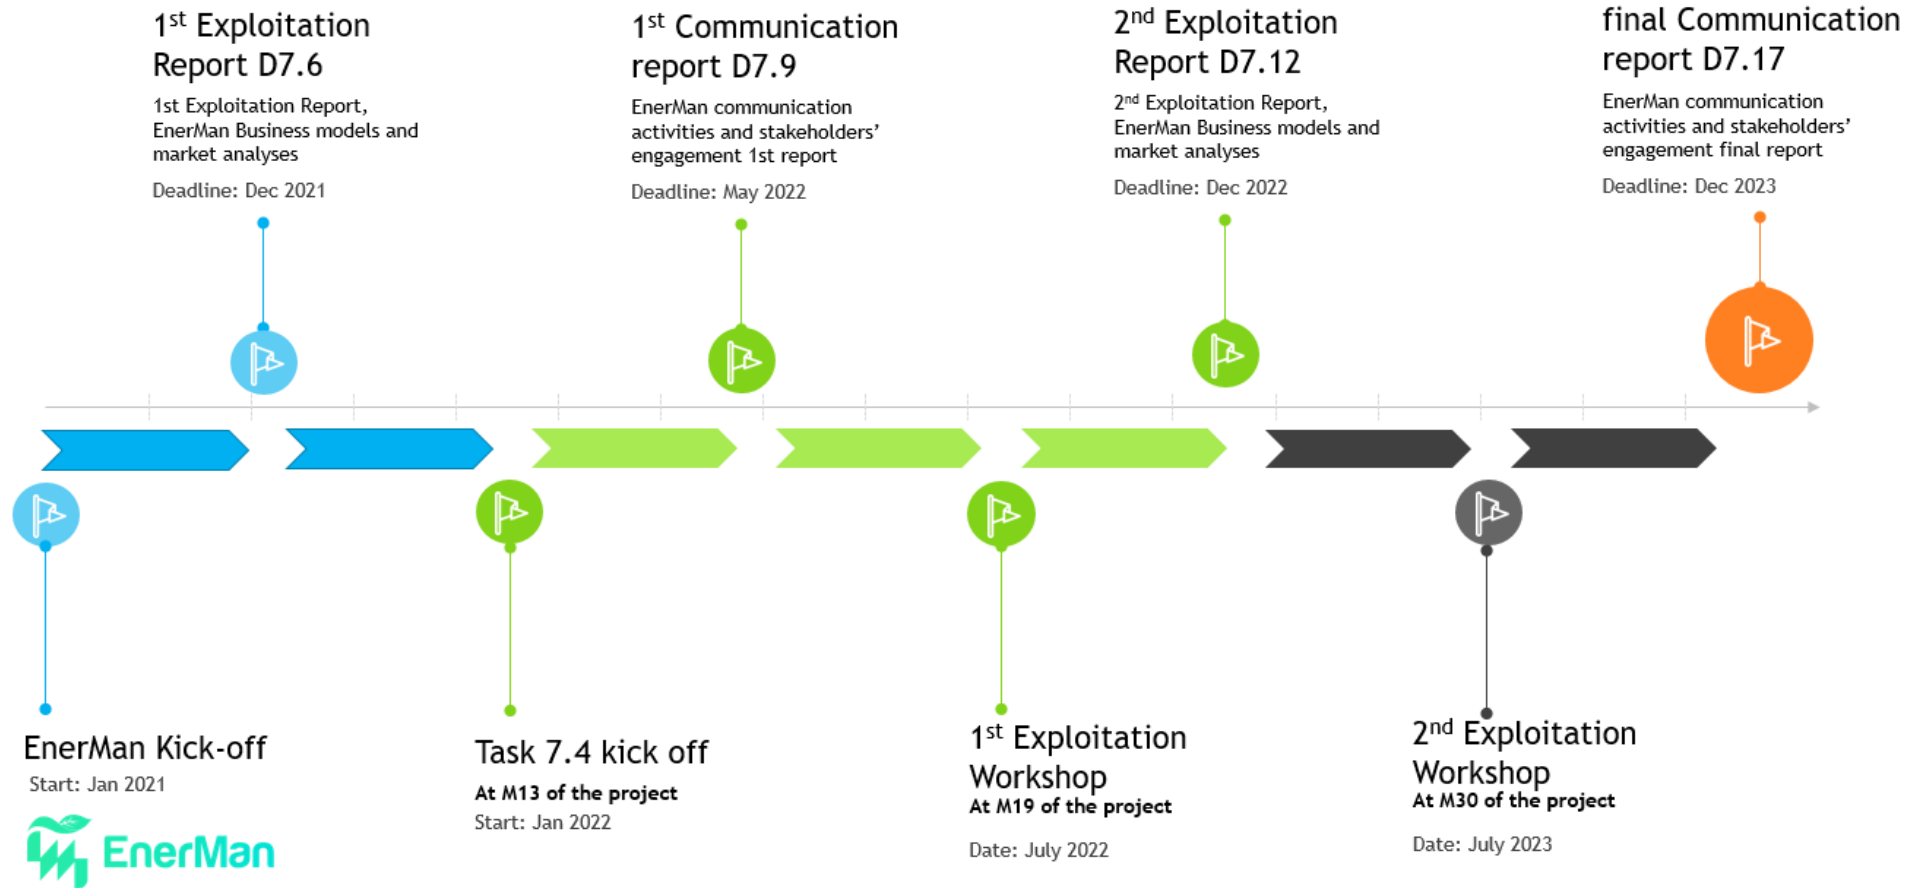 1st Exploitation
Report D7.6
1st Exploitation Report,
EnerMan Business models and
market analyses
Deadline: Dec 2021
1st Communication
report D7.9
EnerMan communication
activities and stakeholders’
engagement 1st report
Deadline: May 2022
2nd Exploitation
Report D7.12
2nd Exploitation Report,
EnerMan Business models and
market analyses
Deadline: Dec 2022
final Communication
report D7.17
EnerMan communication
activities and stakeholders’
engagement final report
Deadline: Dec 2023
EnerMan Kick-off
Start: Jan 2021
EnerMan
Task 7.4 kick off
At M13 of the project
Start: Jan 2022
1st Exploitation
Workshop
At M19 of the project
Date: July 2022
2nd Exploitation
Workshop
At M30 of the project
Date: July 2023